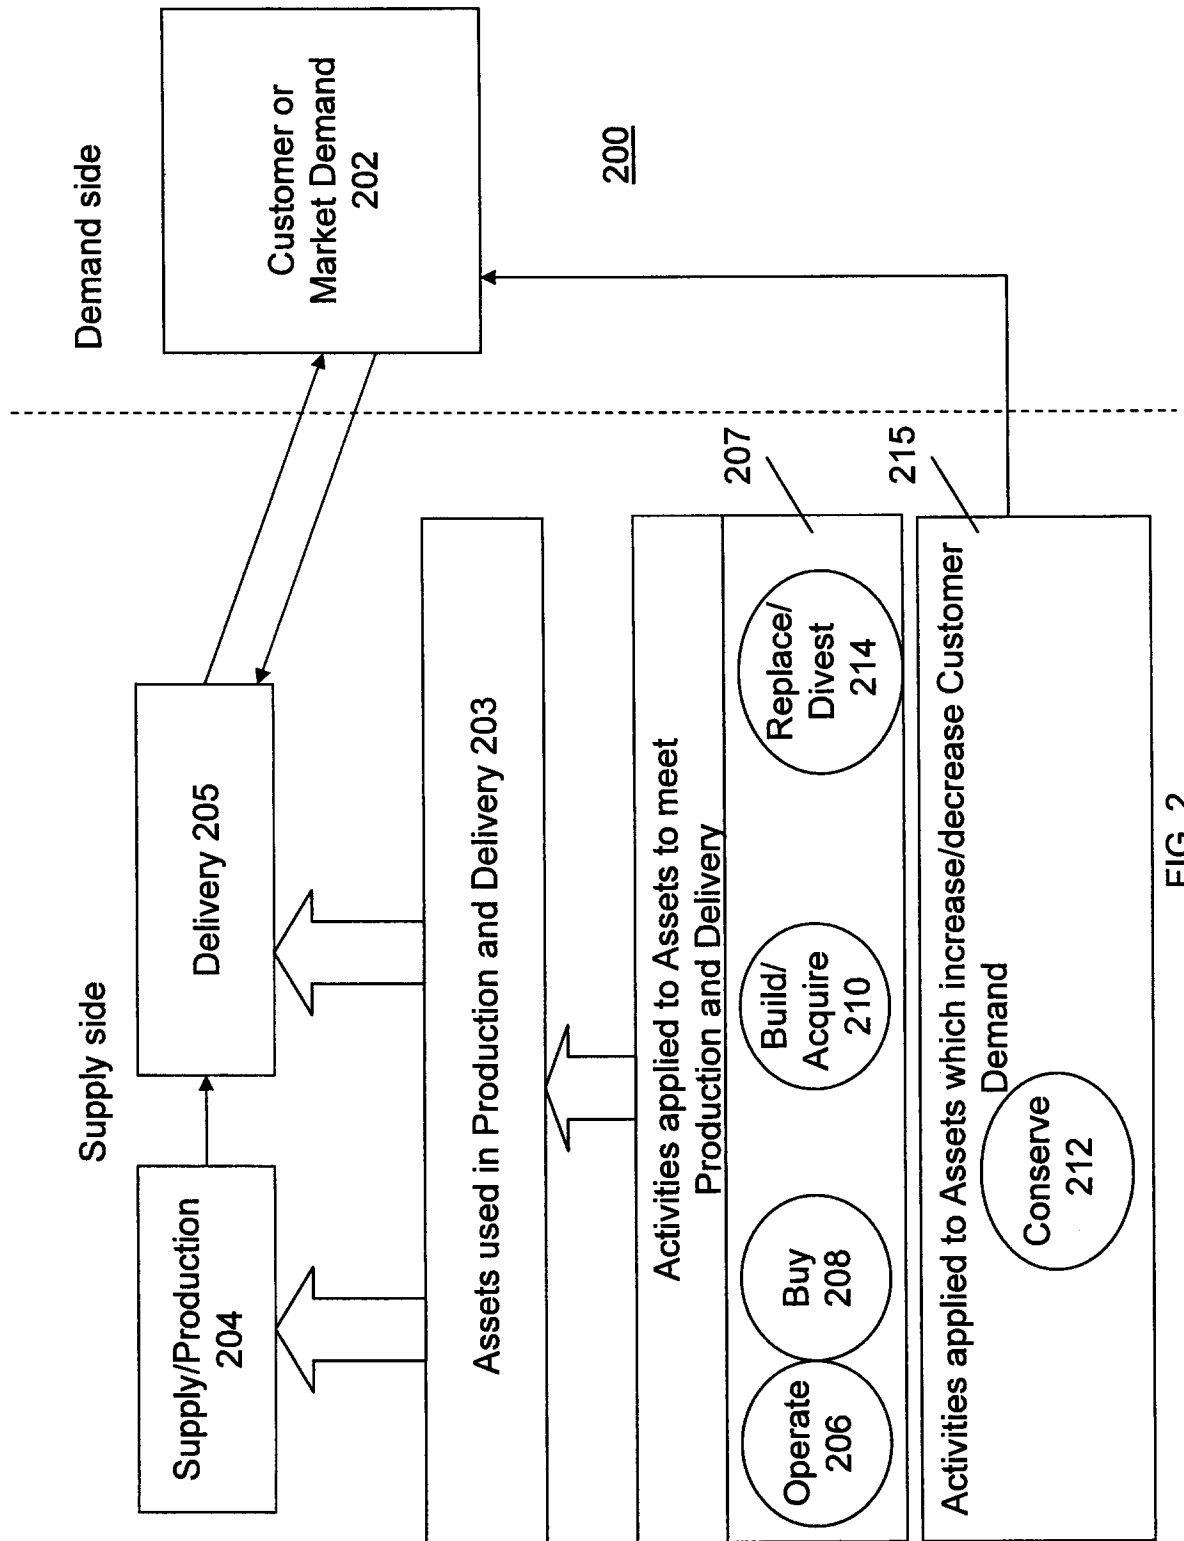 Supply side
Demand side
Supply/Production
204
Delivery 205
Customer or
Market Demand
202
200
Assets used in Production and Delivery 203
Activities applied to Assets to meet
Production and Delivery
207
Operate
206
Buy
208
Build/
Acquire
210
Replace/
Divest
214
215
Activities applied to Assets which increase/decrease Customer
Demand
Conserve
212
FIG. 2